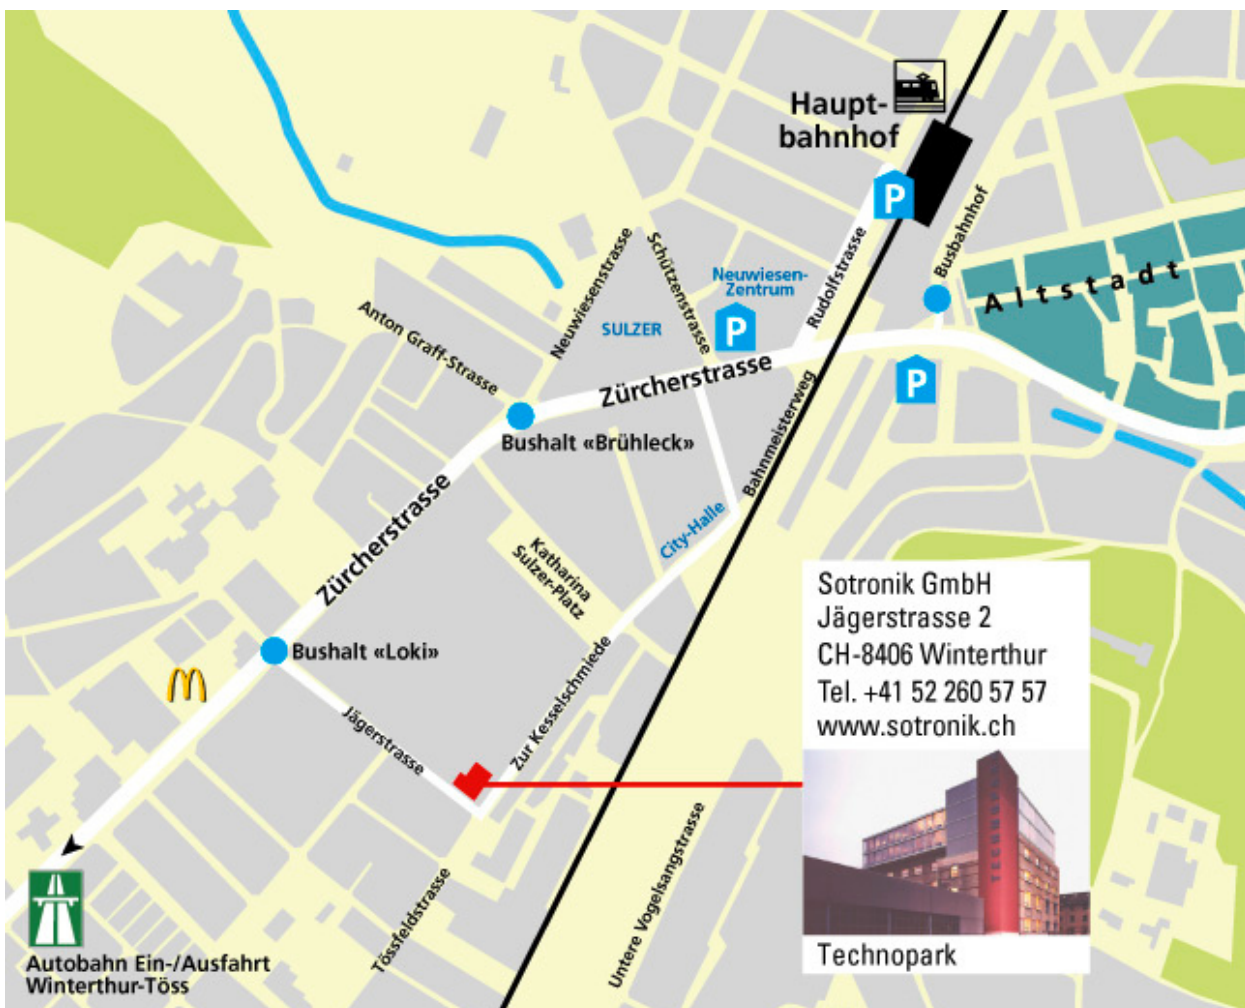 Haupt-
bahnhof
P
Busbahnhof
Rudolfstrasse
Altstadt
Neuwiesenstrasse
Schützenstrasse
Neuwiesen-
Zentrum
P
SULZER
Anton Graff-Strasse
Zürcherstrasse
P
Bahnmeisterweg
Bushalt «Brühleck»
Zürcherstrasse
City-Halle
Katharina
Sulzer-Platz
Bushalt «Loki»
Jägerstrasse
Zur Kesselschmiede
Sotronik GmbH
Jägerstrasse 2
CH-8406 Winterthur
Tel. +41 52 260 57 57
www.sotronik.ch
TECHNOPARK
Technopark
Tössfeldstrasse
Untere Vogelsangstrasse
Autobahn Ein-/Ausfahrt
Winterthur-Töss